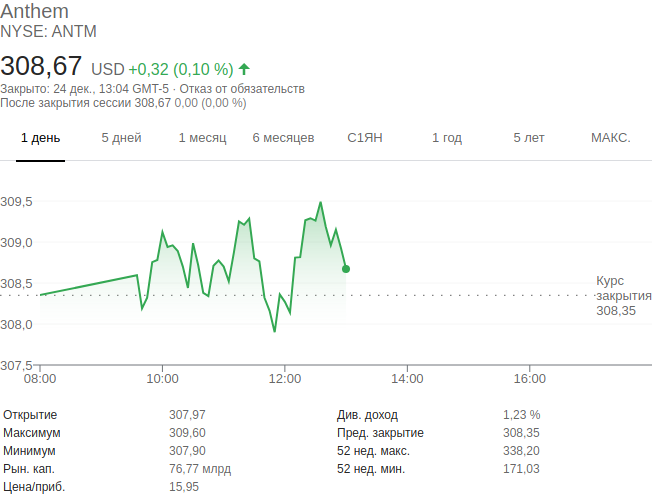 Anthem
NYSE: ANTM
308,67 USD +0,32 (0,10 %)
Закрыто: 24 дек., 13:04 GMT-5 · Отказ от обязательств
После закрытия сессии 308,67 0,00 (0,00 %)
1 день 5 дней 1 месяц 6 месяцев С1ЯН 1 год 5 лет МАКС.
309,5
309,0
308,5
308,0
307,5
Курс
закрытия
308,35
08:00 10:00 12:00 14:00 16:00
Открытие 307,97 Див. доход 1,23 %
Максимум 309,60 Пред. закрытие 308,35
Минимум 307,90 52 нед. макс. 338,20
Рын. кап. 76,77 млрд 52 нед. мин. 171,03
Цена/приб. 15,95